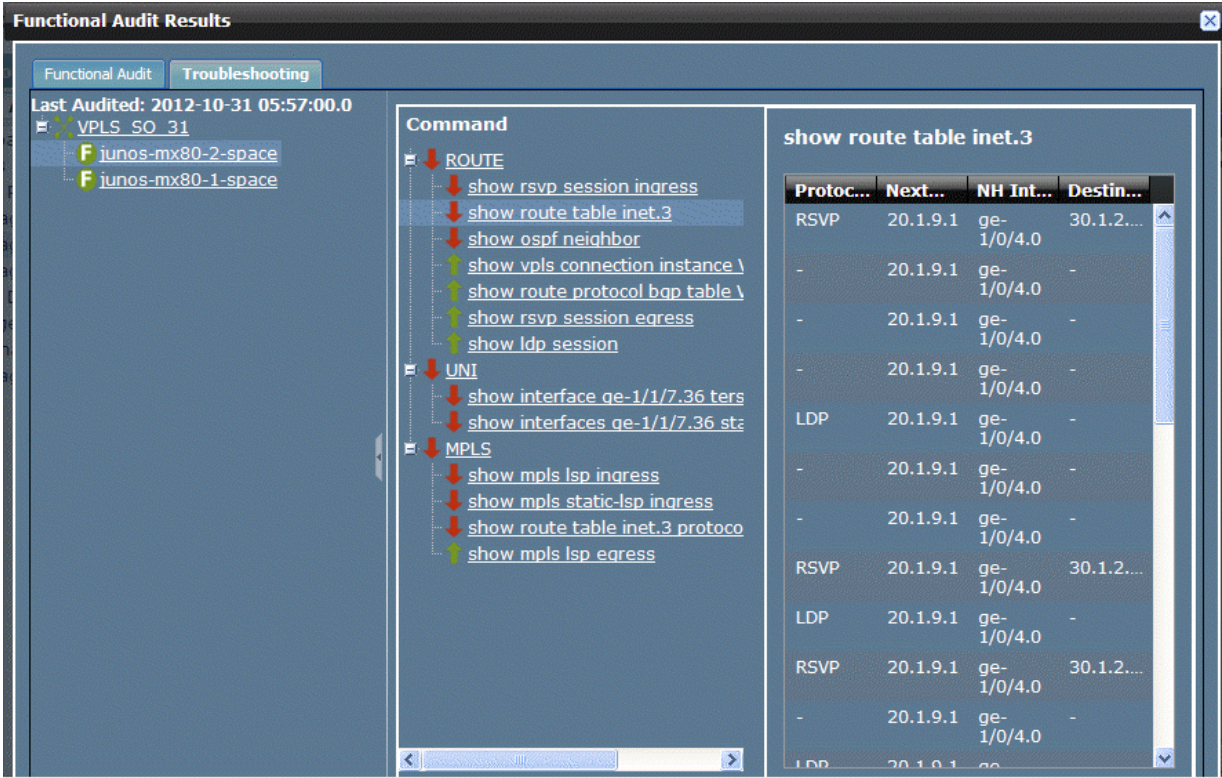 Functional Audit Results
Functional Audit
Troubleshooting
Last Audited: 2012-10-31 05:57:00.0
VPLS_SO_31
F junos-mx80-2-space
F junos-mx80-1-space
Command
ROUTE
show rsvp session ingress
show route table inet.3
show ospf neighbor
show vpls connection instance V
show route protocol bgp table V
show rsvp session egress
show ldp session
UNI
show interface ge-1/1/7.36 ters
show interfaces ge-1/1/7.36 sta
MPLS
show mpls lsp ingress
show mpls static-lsp ingress
show route table inet.3 protoco
show mpls lsp egress
show route table inet.3
Protoc... Next... NH Int... Destin...
RSVP 20.1.9.1 ge- 30.1.2....
1/0/4.0
- 20.1.9.1 ge- -
1/0/4.0
- 20.1.9.1 ge- -
1/0/4.0
- 20.1.9.1 ge- -
1/0/4.0
LDP 20.1.9.1 ge- -
1/0/4.0
- 20.1.9.1 ge- -
1/0/4.0
- 20.1.9.1 ge- -
1/0/4.0
RSVP 20.1.9.1 ge- 30.1.2....
1/0/4.0
LDP 20.1.9.1 ge- -
1/0/4.0
RSVP 20.1.9.1 ge- 30.1.2....
1/0/4.0
- 20.1.9.1 ge- -
1/0/4.0
LDP 20.1.9.1 ge-